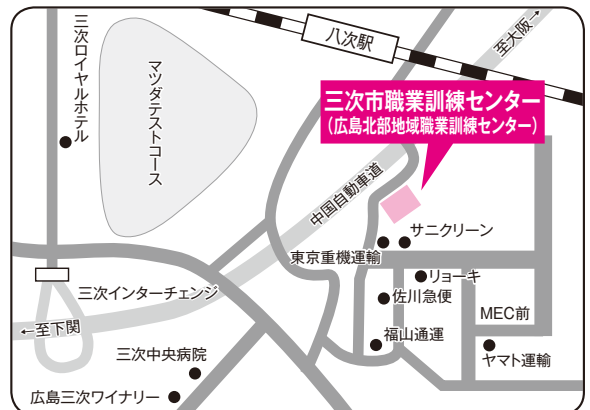 八次駅
至大阪→
三次ロイヤルホテル
マツダテストコース
三次市職業訓練センター
(広島北部地域職業訓練センター)
中国自動車道
サニクリーン
東京重機運輸
リョーキ
三次インターチェンジ
佐川急便
MEC前
←至下関
福山通運
三次中央病院
ヤマト運輸
広島三次ワイナリー